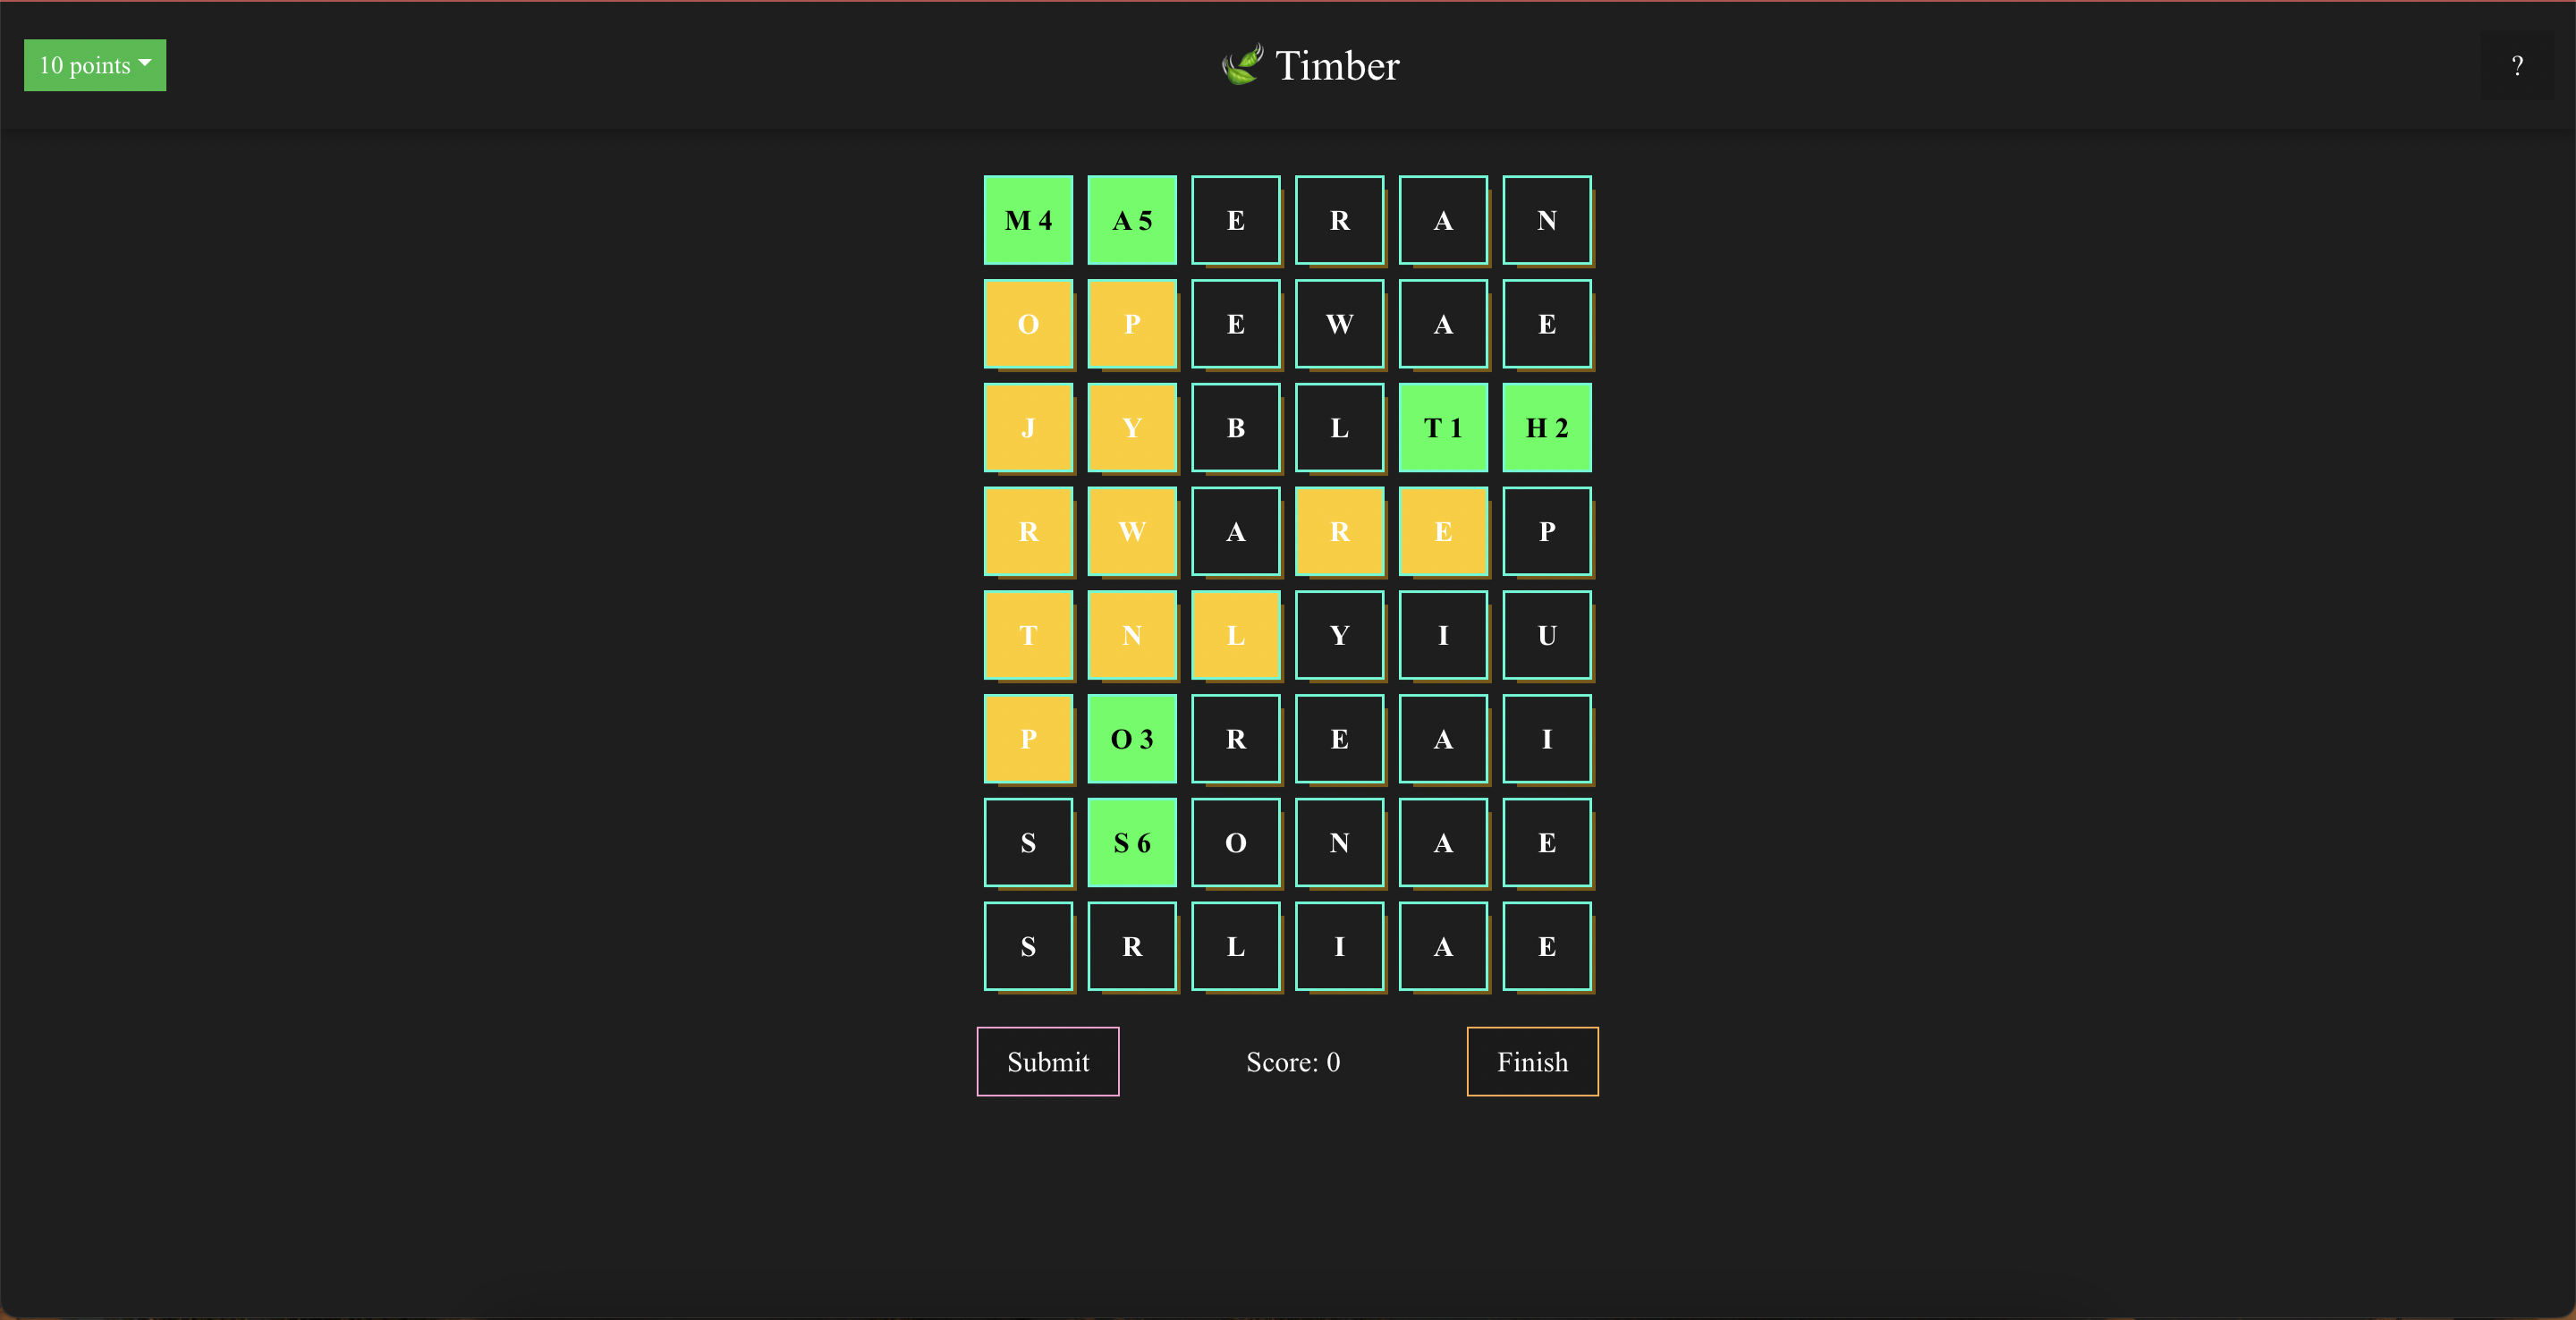 10 points
Timber
?
M 4 A 5 E R A N
O P E W A E
J Y B L T 1 H 2
R W A R E P
T N L Y I U
P O 3 R E A I
S S 6 O N A E
S R L I A E
Submit Score: 0 Finish